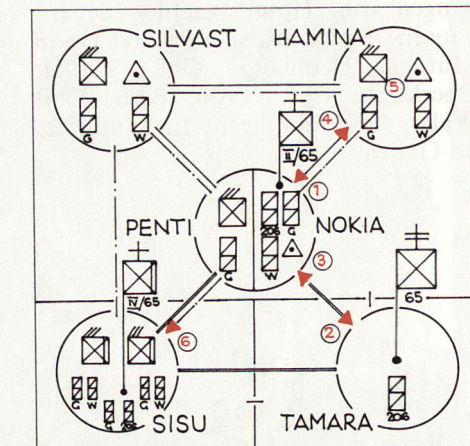 SILVAST
HAMINA
G
W
G
W
⑤
II/65
④
①
PENTI
NOKIA
206
G
G
W
③
IV/65
65
②
⑥
G W
G W
G
206
SISU
TAMARA